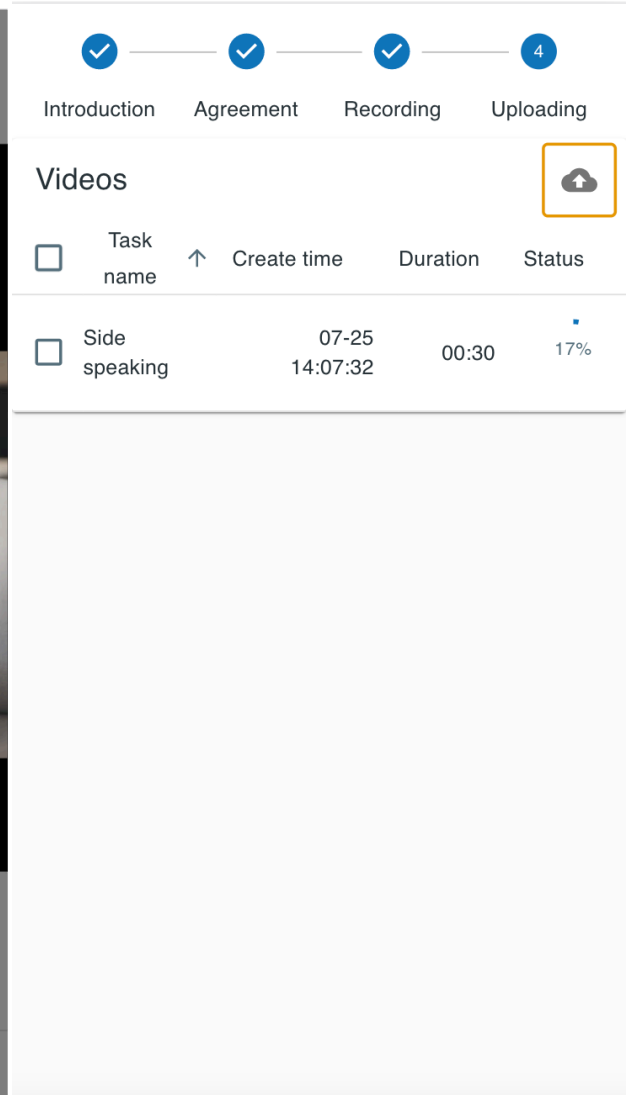 4
Introduction Agreement Recording Uploading
Videos
Task
name Create time Duration Status
Side
speaking 07-25
14:07:32 00:30 17%